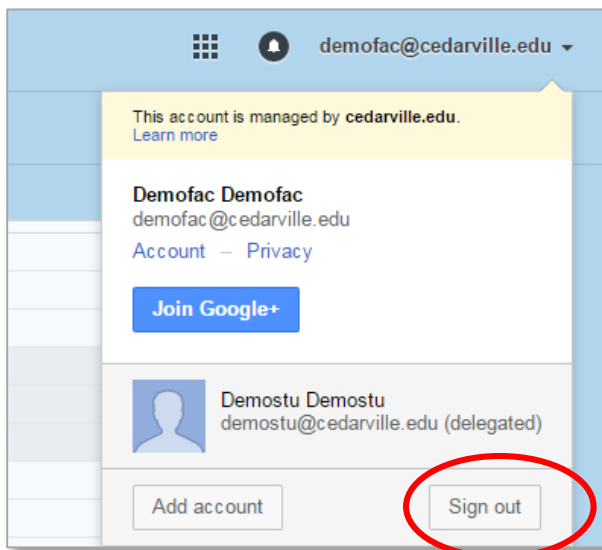 demofac@cedarville.edu
This account is managed by cedarville.edu.
Learn more
Demofac Demofac
demofac@cedarville.edu
Account – Privacy
Join Google+
Demostu Demostu
demostu@cedarville.edu (delegated)
Add account Sign out